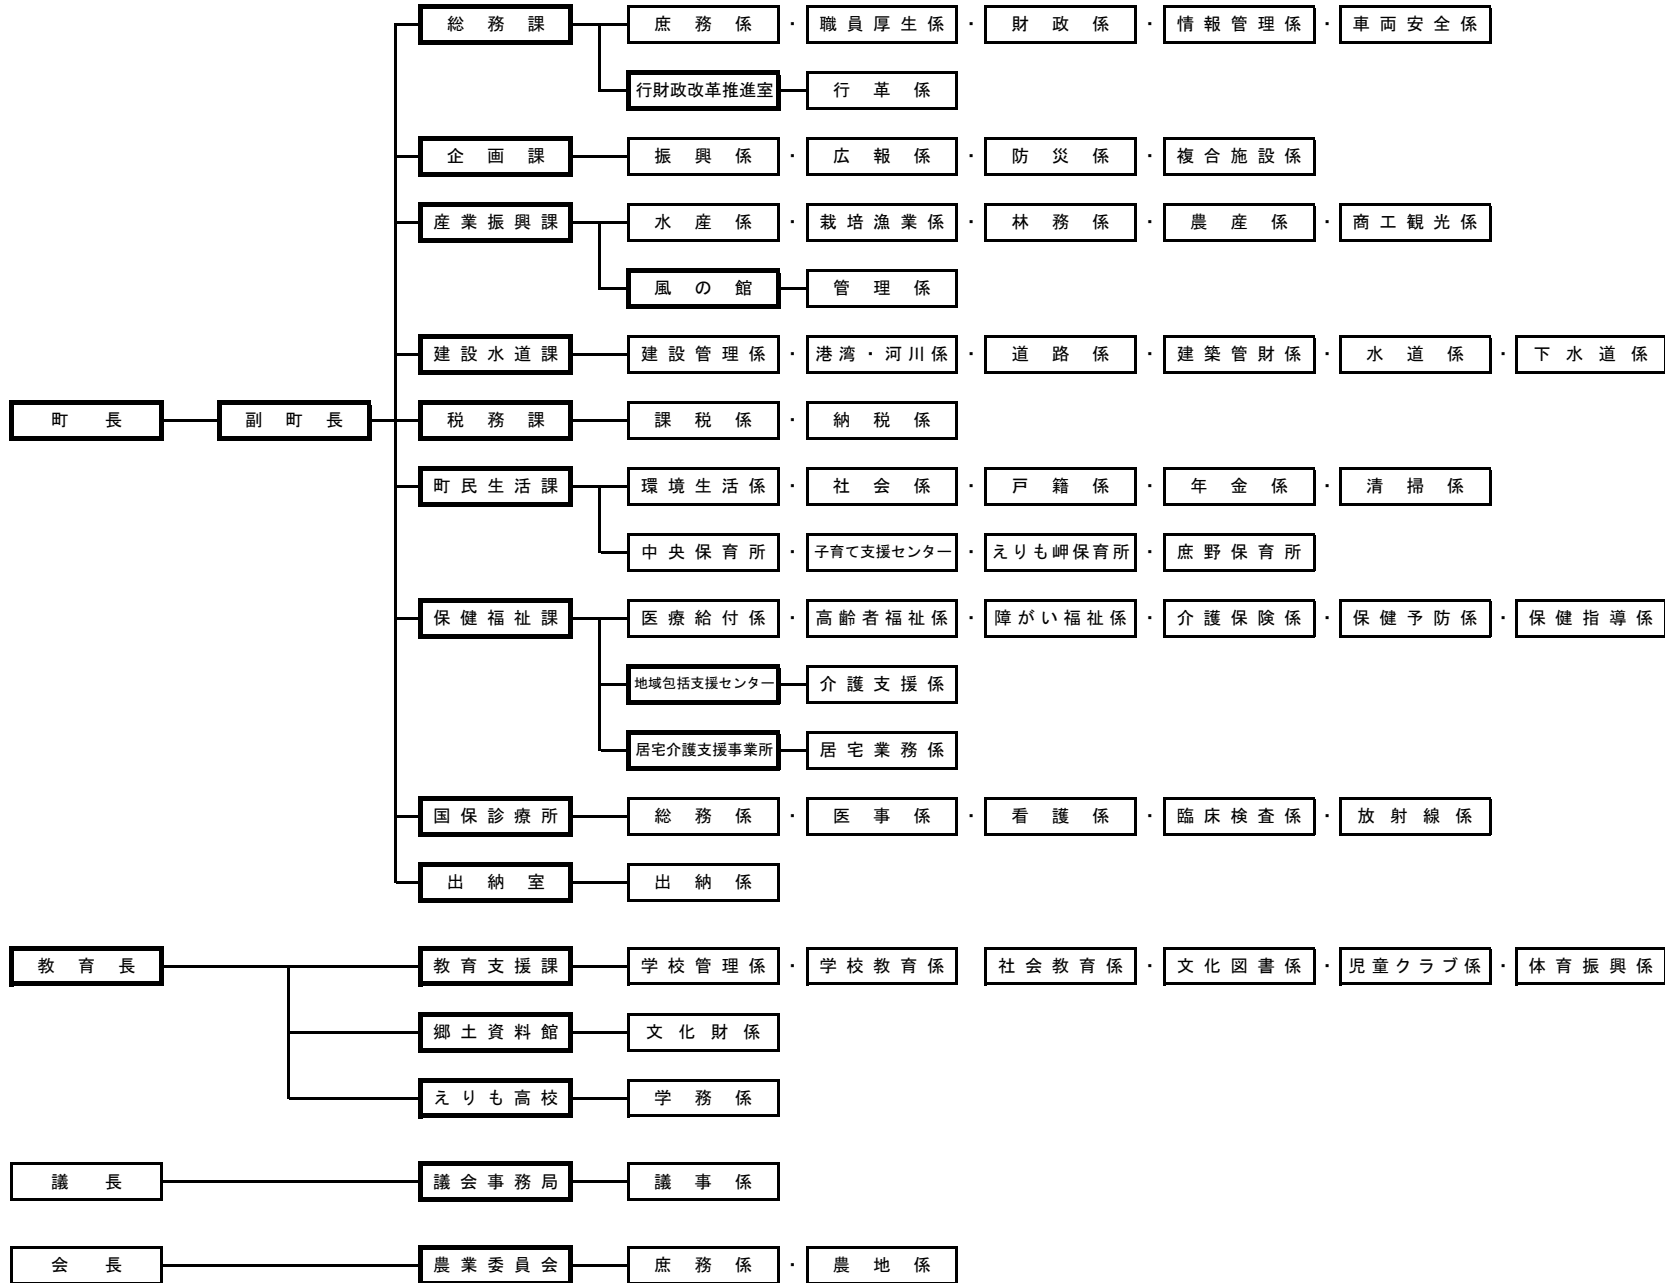 総務課 庶務係・職員厚生係・財政係・情報管理係・車両安全係
行財政改革推進室 行革係
企画課 振興係・広報係・防災係・複合施設係
産業振興課 水産係・栽培漁業係・林務係・農産係・商工観光係
風の館 管理係
建設水道課 建設管理係・港湾・河川係・道路係・建築管財係・水道係・下水道係
町長 副町長 税務課 課税係・納税係
町民生活課 環境生活係・社会係・戸籍係・年金係・清掃係
中央保育所・子育て支援センター・えりも岬保育所・庶野保育所
保健福祉課 医療給付係・高齢者福祉係・障がい福祉係・介護保険係・保健予防係・保健指導係
地域包括支援センター 介護支援係
居宅介護支援事業所 居宅業務係
国保診療所 総務係・医事係・看護係・臨床検査係・放射線係
出納室 出納係
教育長 教育支援課 学校管理係・学校教育係 社会教育係・文化図書係・児童クラブ係・体育振興係
郷土資料館 文化財係
えりも高校 学務係
議長 議会事務局 議事係
会長 農業委員会 庶務係・農地係